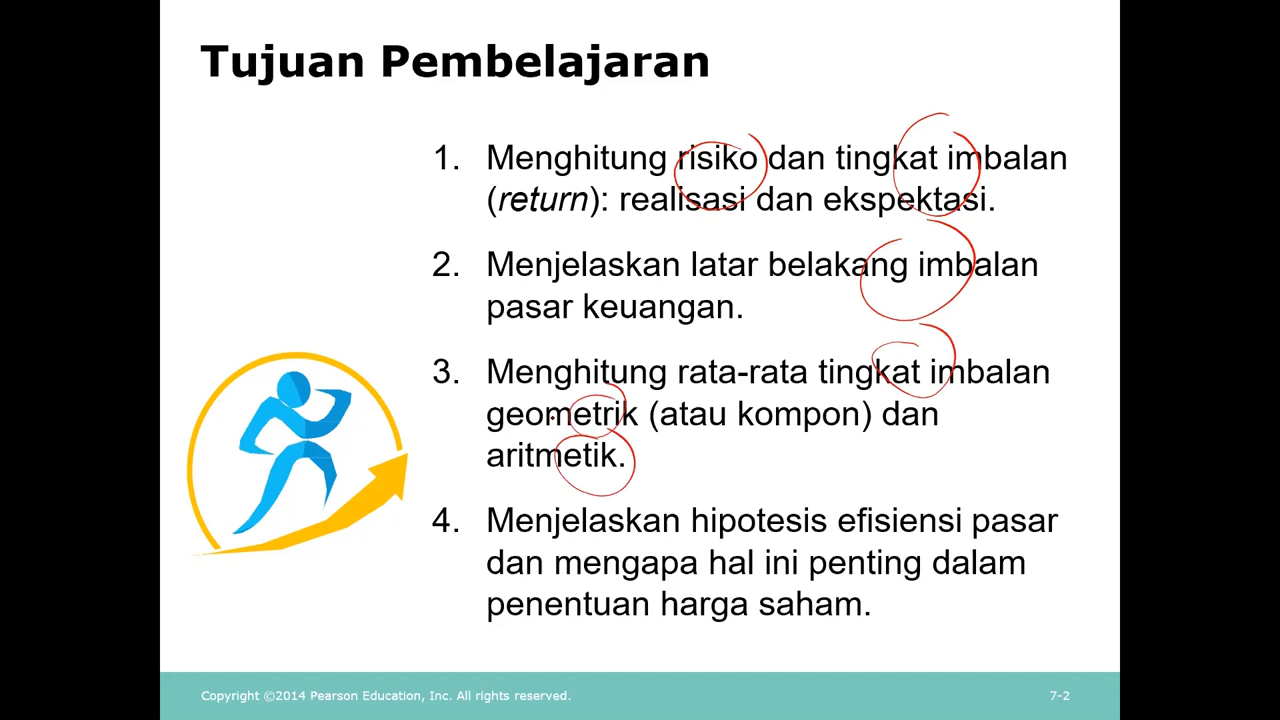 Tujuan Pembelajaran
1. Menghitung risiko dan tingkat imbalan
(return): realisasi dan ekspektasi.
2. Menjelaskan latar belakang imbalan
pasar keuangan.
3. Menghitung rata-rata tingkat imbalan
geometrik (atau kompon) dan
aritmetik.
4. Menjelaskan hipotesis efisiensi pasar
dan mengapa hal ini penting dalam
penentuan harga saham.
Copyright ©2014 Pearson Education, Inc. All rights reserved.
7-2